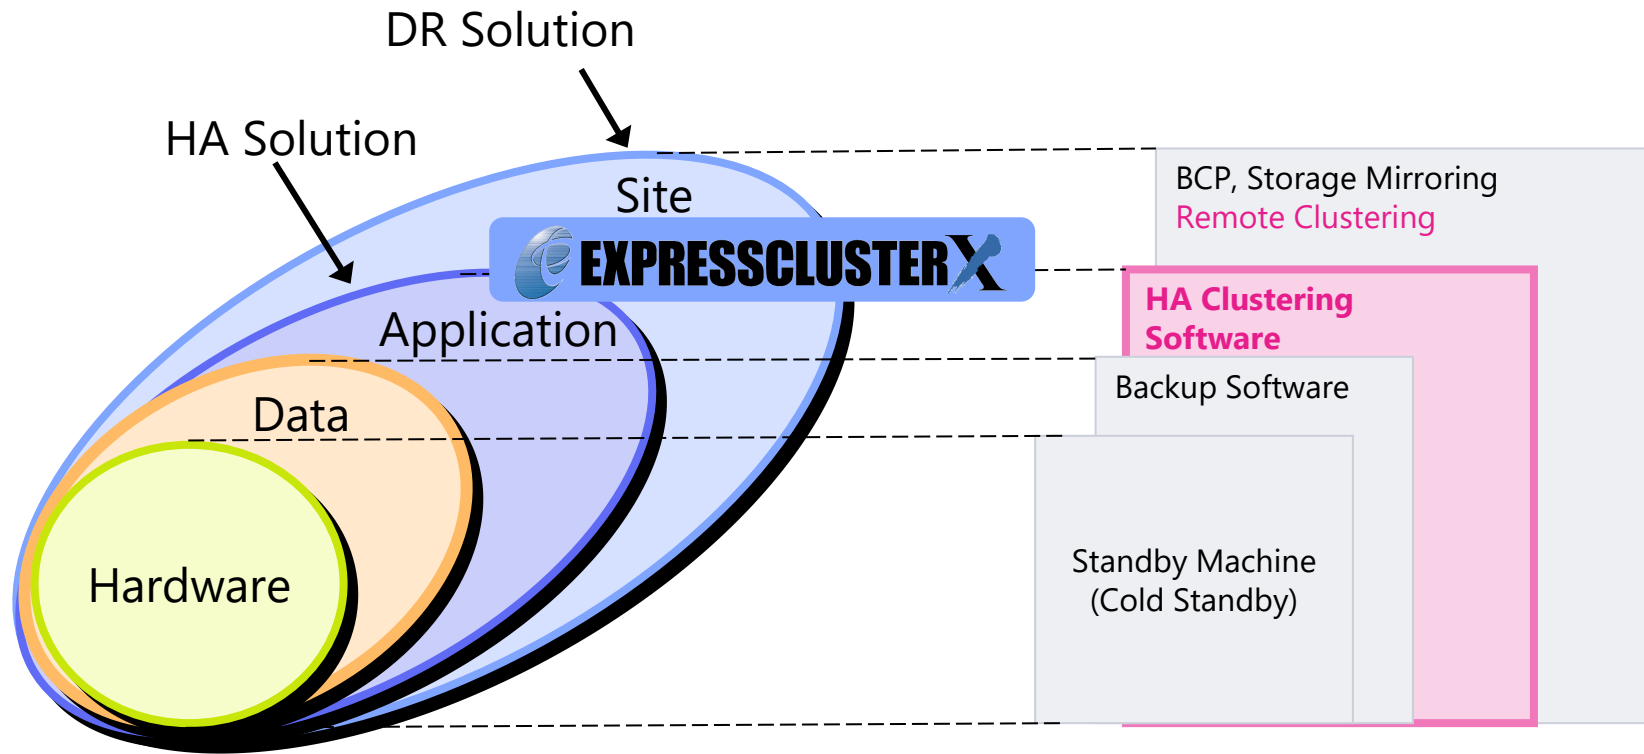 DR Solution
HA Solution
Site
EXPRESSCLUSTER X
Application
Data
Hardware
BCP, Storage Mirroring
Remote Clustering
HA Clustering
Software
Backup Software
Standby Machine
(Cold Standby)